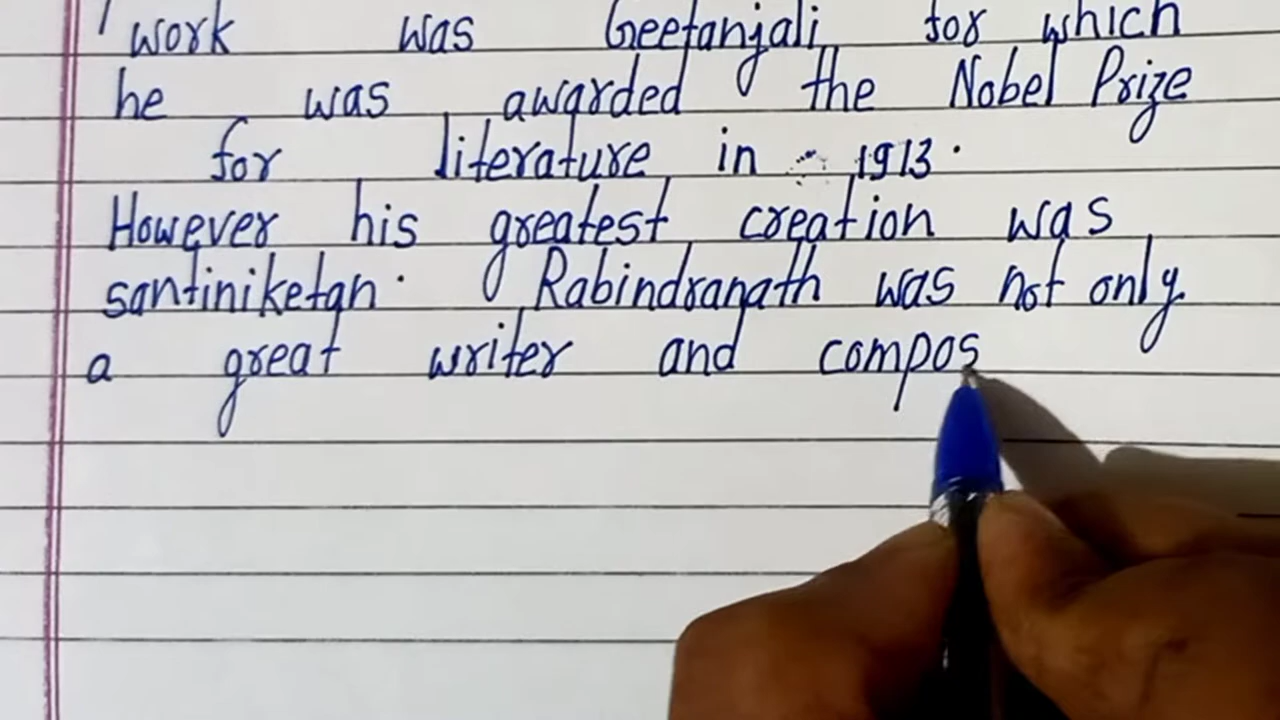 work was Geetanjali for which
he was awarded the Nobel Prize
for literature in 1913.
However his greatest creation was
santiniketan. Rabindranath was not only
a great writer and compos